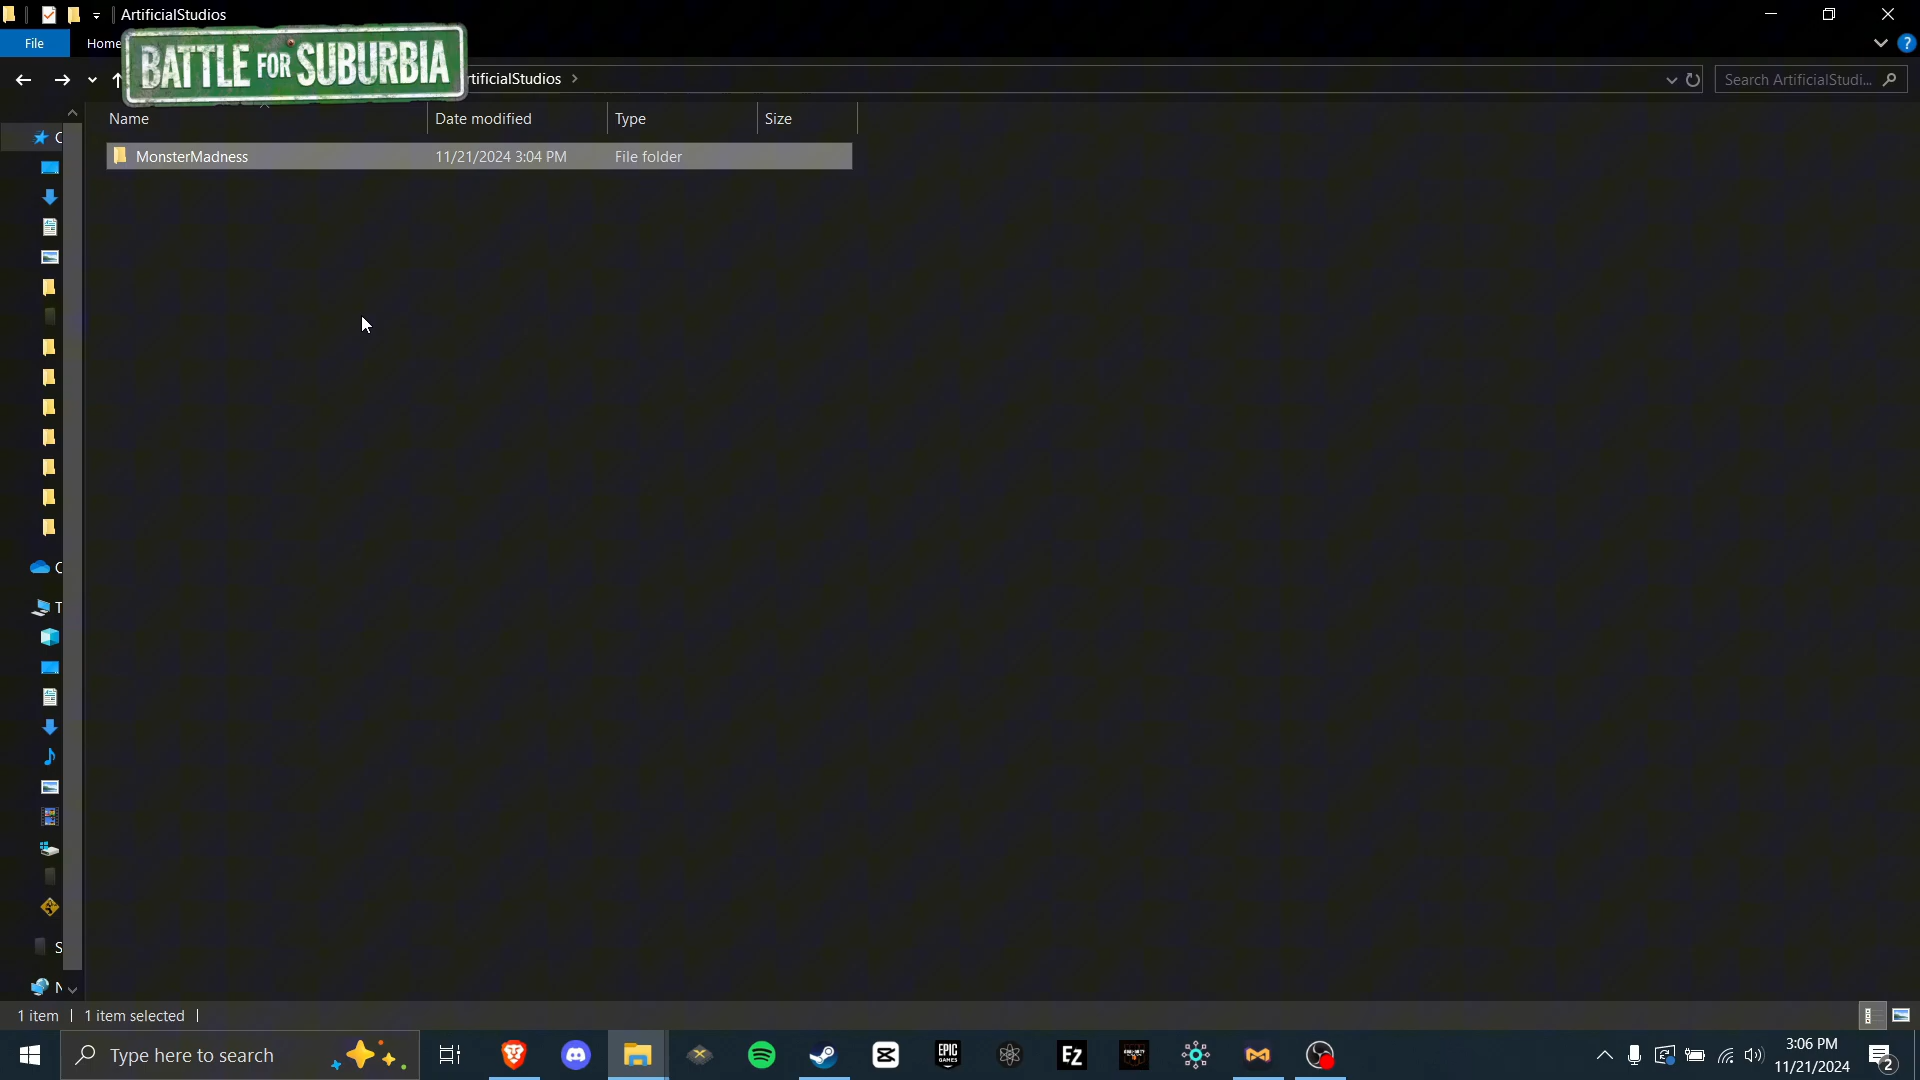 ArtificialStudios
File
Home
BATTLE FOR SUBURBIA
rtificialStudios
Search ArtificialStudi...
Name
Date modified
Type
Size
MonsterMadness
11/21/2024 3:04 PM
File folder
1 item
1 item selected
Type here to search
EPIC GAMES
EZ
3:06 PM
11/21/2024
2